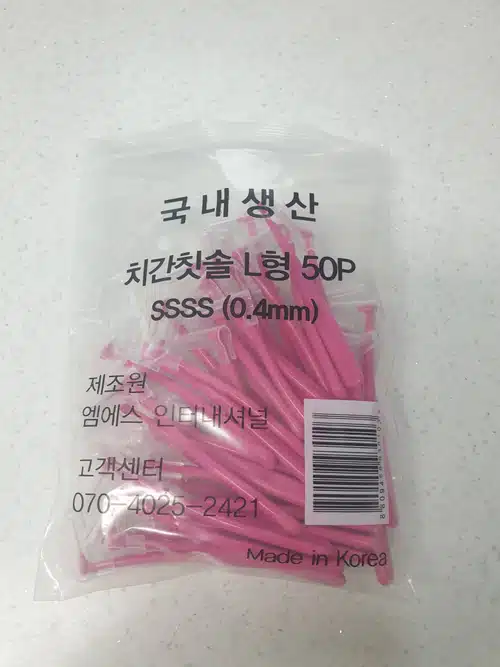 국내생산
치간칫솔 L형 50P
SSSS (0.4mm)
제조원
엠에스 인터내셔널
고객센터
070-4025-2421
Made in Korea